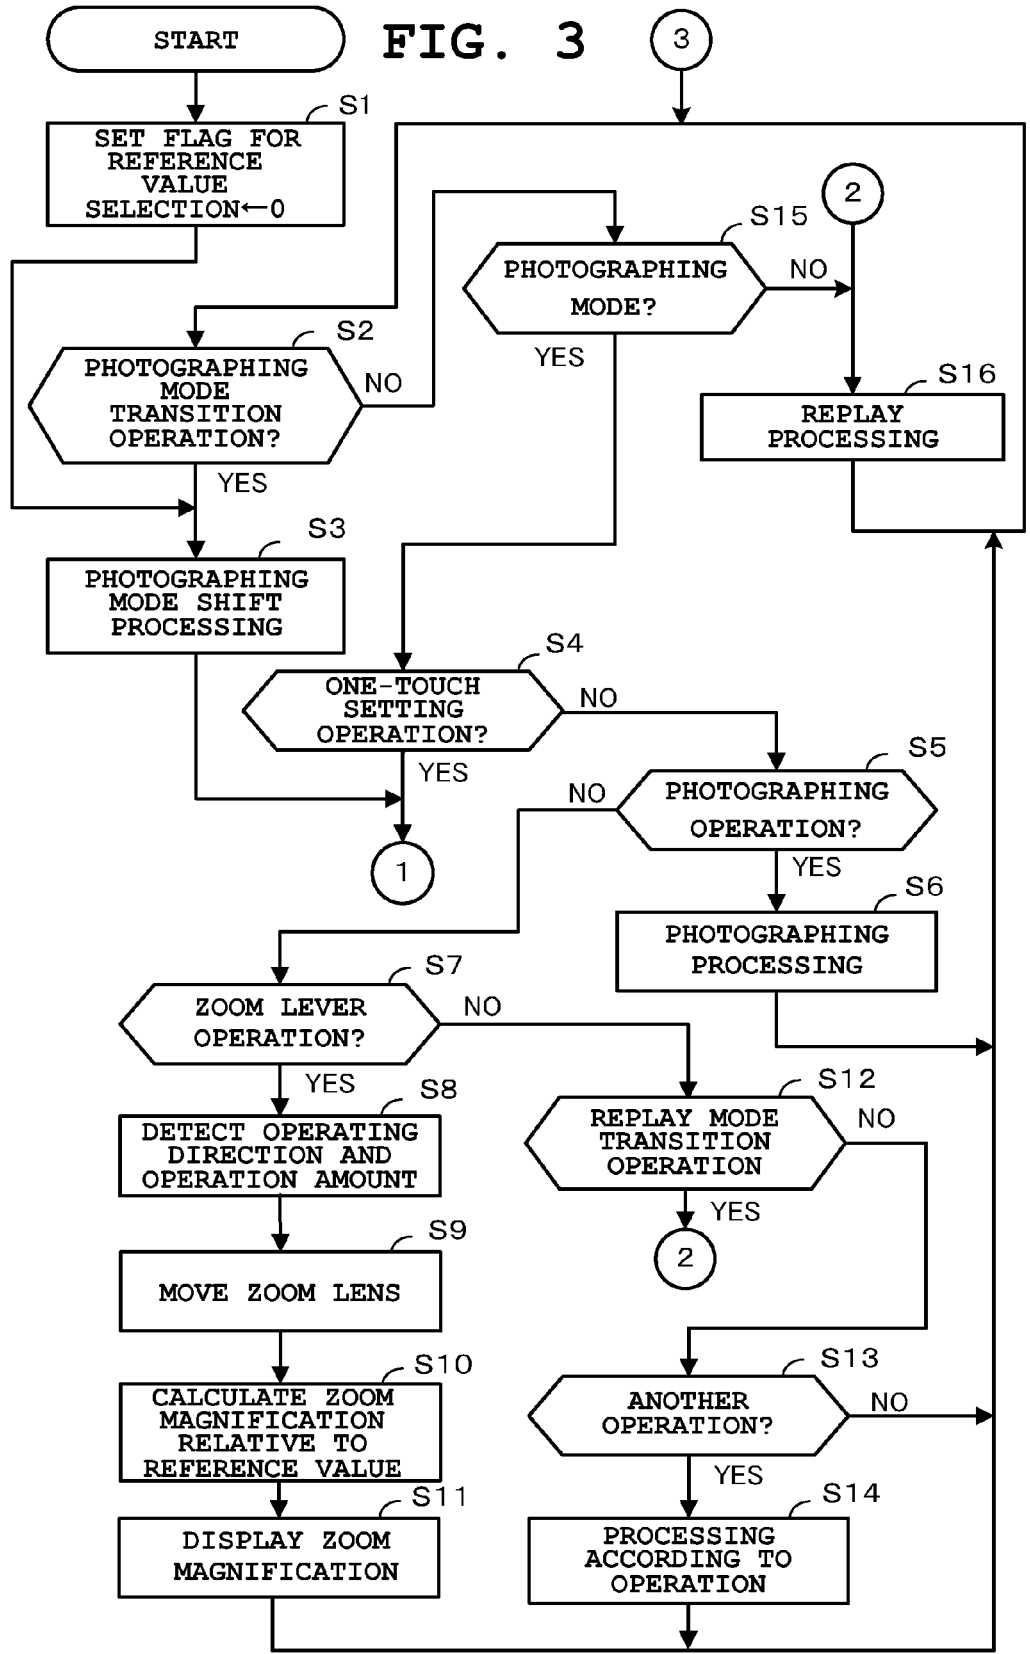 START
FIG. 3
3
S1
SET FLAG FOR
REFERENCE
VALUE
SELECTION←0
2
S15
PHOTOGRAPHING
MODE?
NO
YES
S2
PHOTOGRAPHING
MODE
TRANSITION
OPERATION?
NO
YES
S16
REPLAY
PROCESSING
S3
PHOTOGRAPHING
MODE SHIFT
PROCESSING
S4
ONE-TOUCH
SETTING
OPERATION?
NO
YES
S5
PHOTOGRAPHING
OPERATION?
NO
YES
1
S6
PHOTOGRAPHING
PROCESSING
S7
ZOOM LEVER
OPERATION?
NO
YES
S8
DETECT OPERATING
DIRECTION AND
OPERATION AMOUNT
S12
REPLAY MODE
TRANSITION
OPERATION
NO
YES
2
S9
MOVE ZOOM LENS
S10
CALCULATE ZOOM
MAGNIFICATION
RELATIVE TO
REFERENCE VALUE
S13
ANOTHER
OPERATION?
NO
YES
S11
DISPLAY ZOOM
MAGNIFICATION
S14
PROCESSING
ACCORDING TO
OPERATION